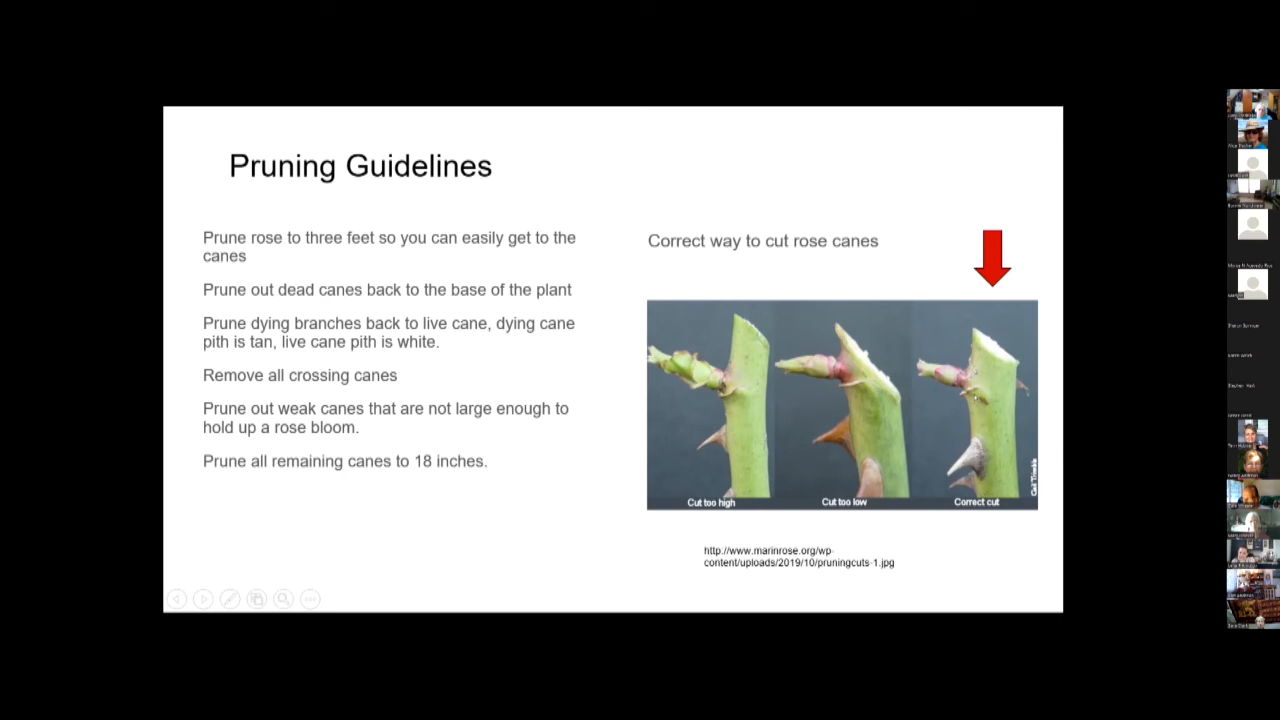 Pruning Guidelines
Prune rose to three feet so you can easily get to the
canes
Prune out dead canes back to the base of the plant
Prune dying branches back to live cane, dying cane
pith is tan, live cane pith is white.
Remove all crossing canes
Prune out weak canes that are not large enough to
hold up a rose bloom.
Prune all remaining canes to 18 inches.
Correct way to cut rose canes
Cut too high
Cut too low
Correct cut
http://www.marinrose.org/wp-
content/uploads/2019/10/pruningcuts-1.jpg